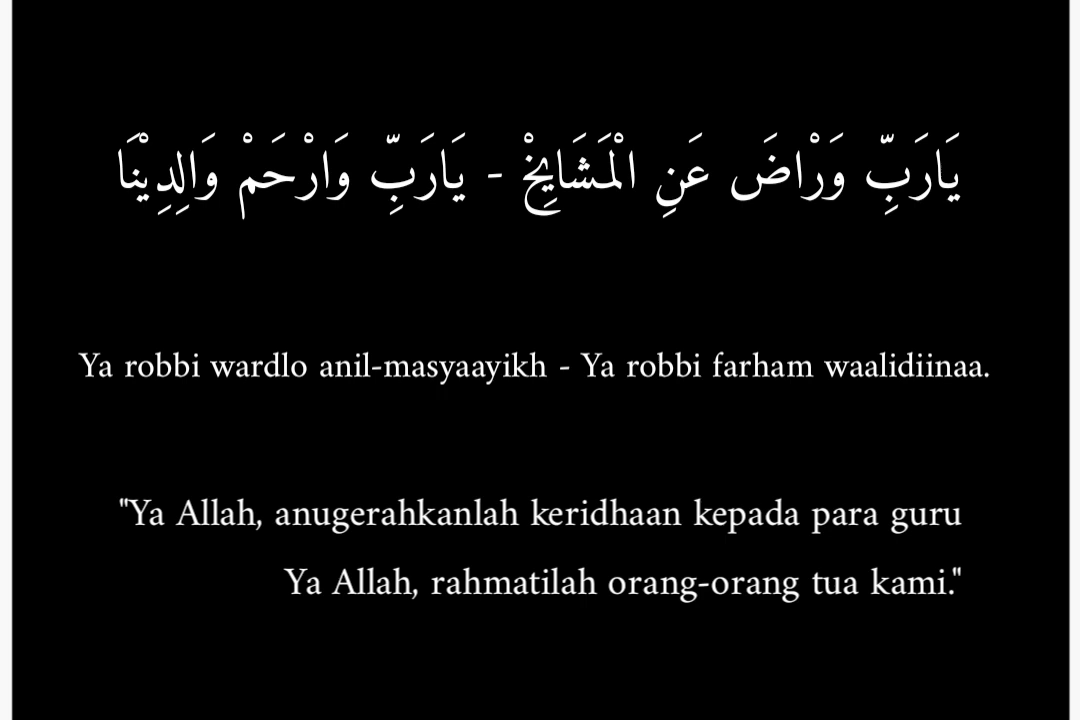 يَارَبِّ وَرْاضَ عَنِ الْمَشَايِخْ - يَارَبِّ وَارْحَمْ وَالِدِيْنَا
Ya robbi wardlo anil-masyaayikh - Ya robbi farham waalidiinaa.
"Ya Allah, anugerahkanlah keridhaan kepada para guru
Ya Allah, rahmatilah orang-orang tua kami."